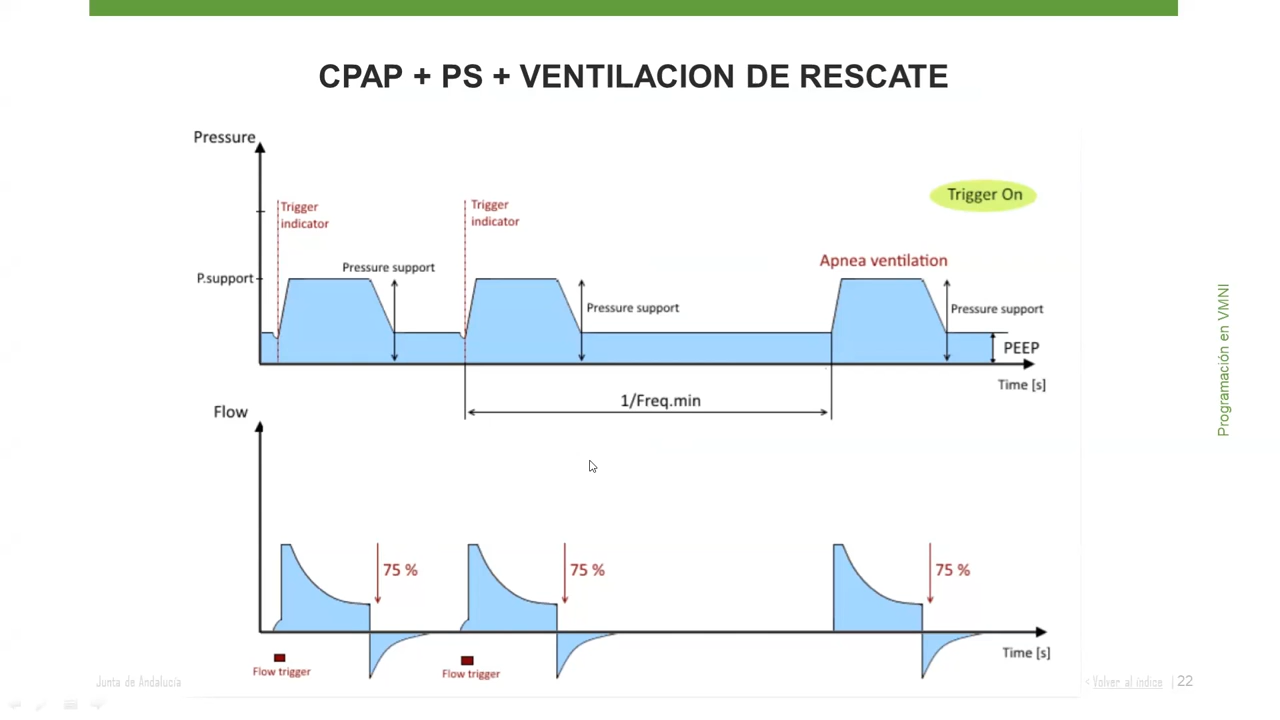 CPAP + PS + VENTILACION DE RESCATE
Pressure
Trigger On
Trigger
indicator
Trigger
indicator
Apnea ventilation
Pressure support
P.support
Pressure support
Pressure support
PEEP
Time [s]
1/Freq.min
Flow
75 %
75 %
75 %
Time [s]
Flow trigger
Flow trigger
Programación en VMNI
Junta de Andalucía
< Volver al índice | 22